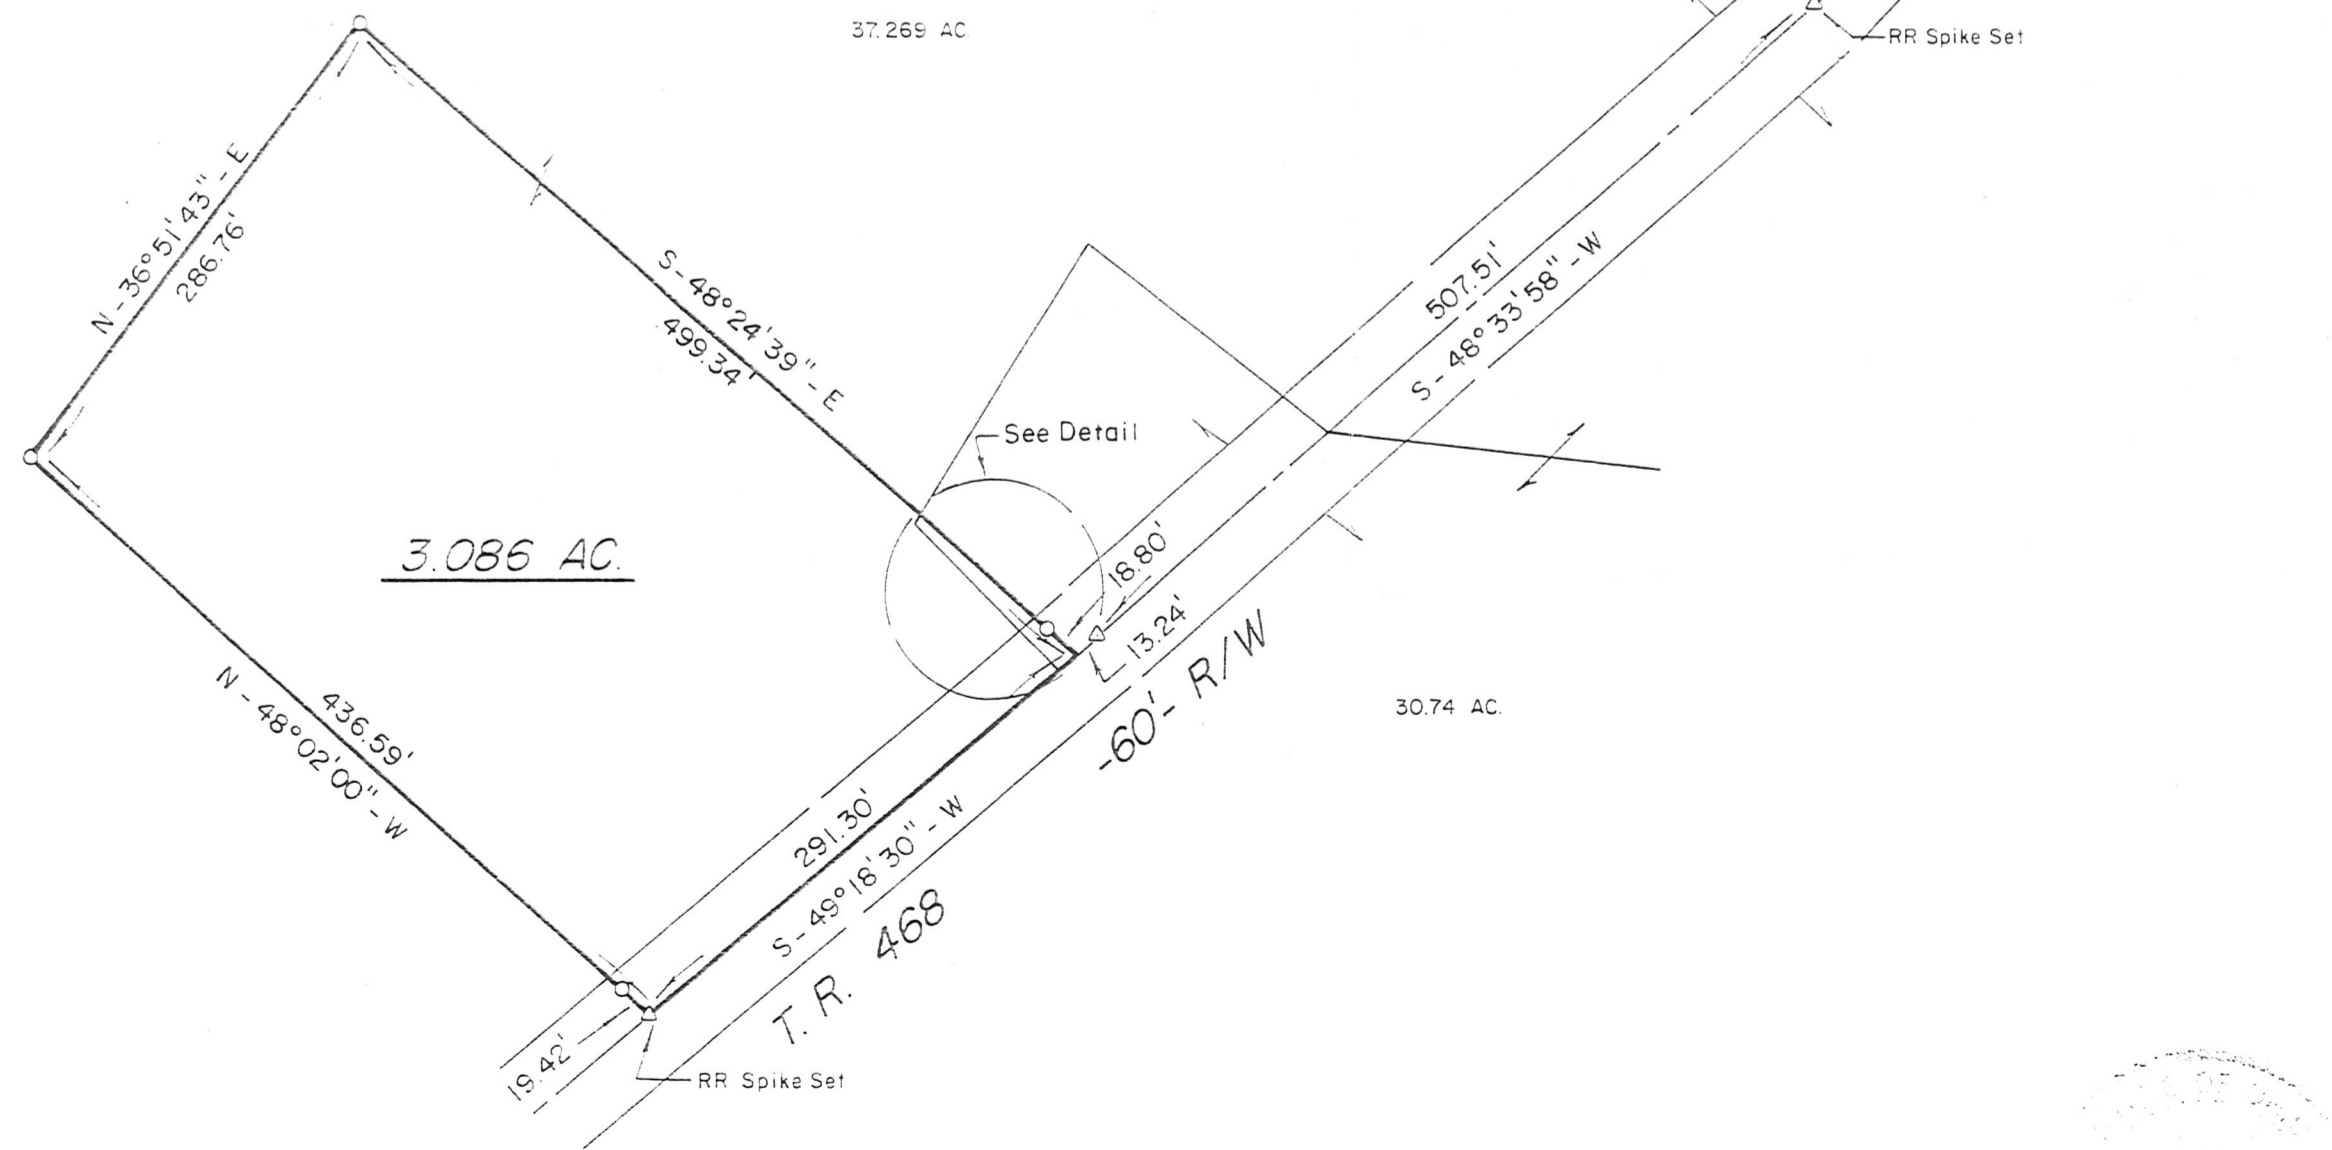 37.269 AC.
RR Spike Set
N - 36° 51' 43" - E
286.76'
S - 48° 24' 39" - E
499.34'
507.51'
S - 48° 33' 58" - W
See Detail
3.086 AC.
18.80'
13.24'
-60'- R/W
30.74 AC.
436.59'
N - 48° 02' 00" - W
291.30'
S - 49° 18' 30" - W
T. R. 468
19.42'
RR Spike Set